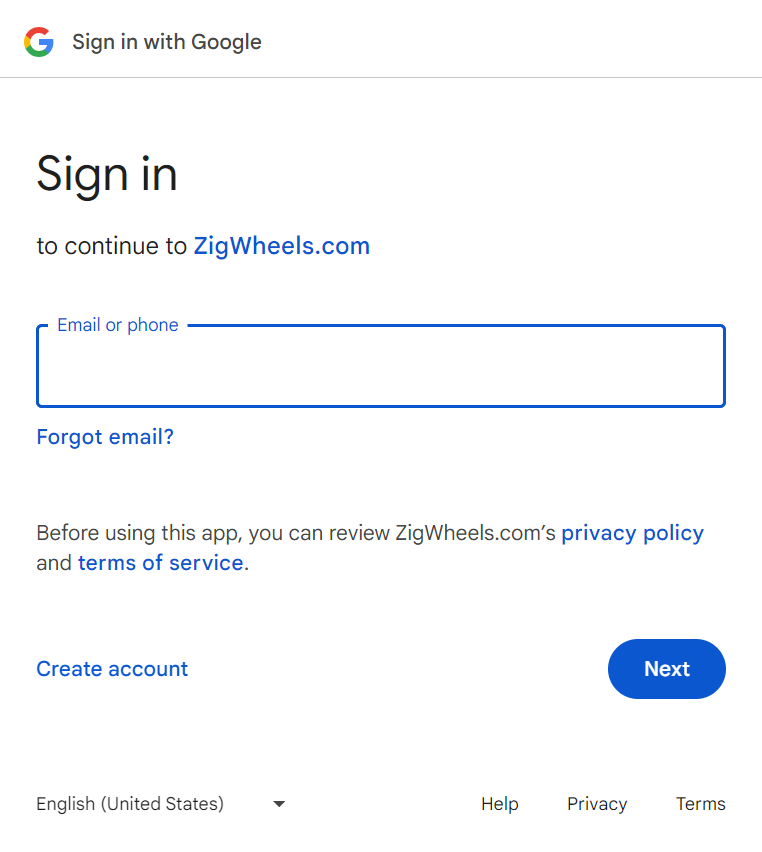 Sign in with Google
Sign in
to continue to ZigWheels.com
Email or phone
Forgot email?
Before using this app, you can review ZigWheels.com’s privacy policy
and terms of service.
Create account
Next
English (United States)
Help
Privacy
Terms